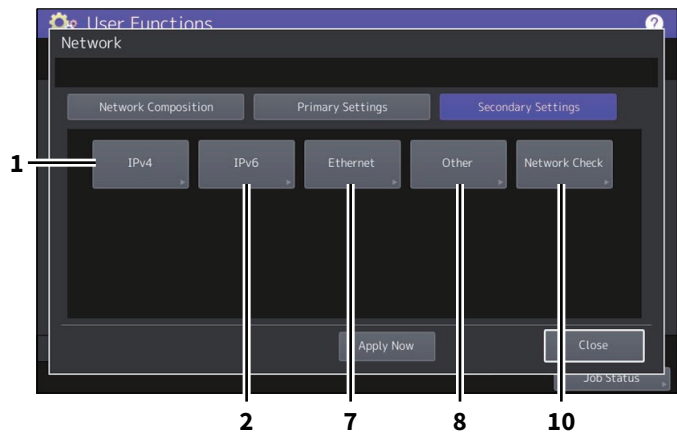 User Functions ?
Network
Network Composition Primary Settings Secondary Settings
1 IPv4 IPv6 Ethernet Other Network Check
Apply Now Close
Job Status
2 7 8 10